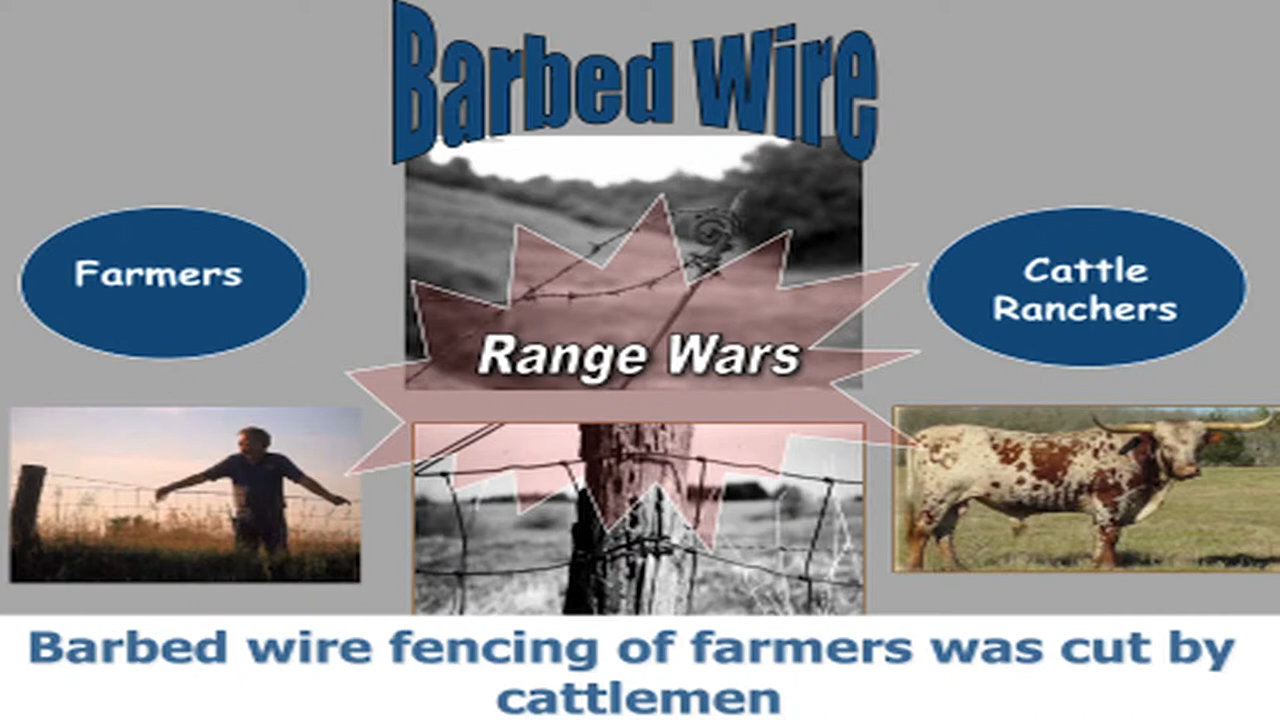 Barbed Wire
Farmers
Cattle
Ranchers
Range Wars
Barbed wire fencing of farmers was cut by
cattlemen